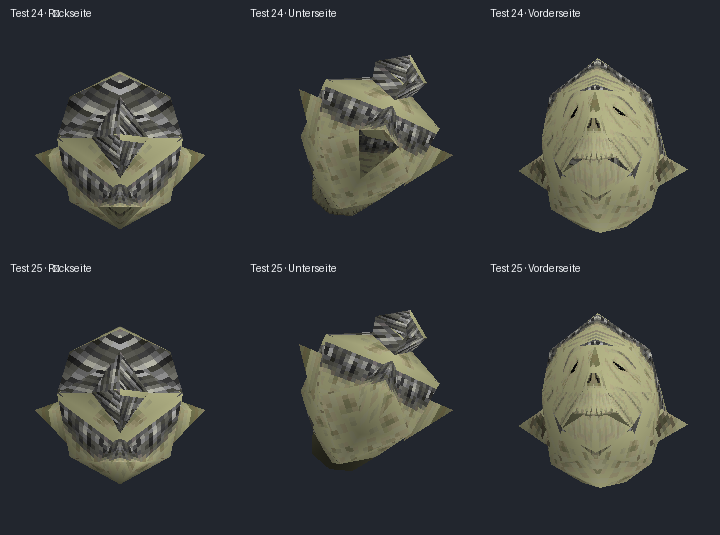 Test 24 · R□ckseite
Test 24 · Unterseite
Test 24 · Vorderseite
Test 25 · R□ckseite
Test 25 · Unterseite
Test 25 · Vorderseite